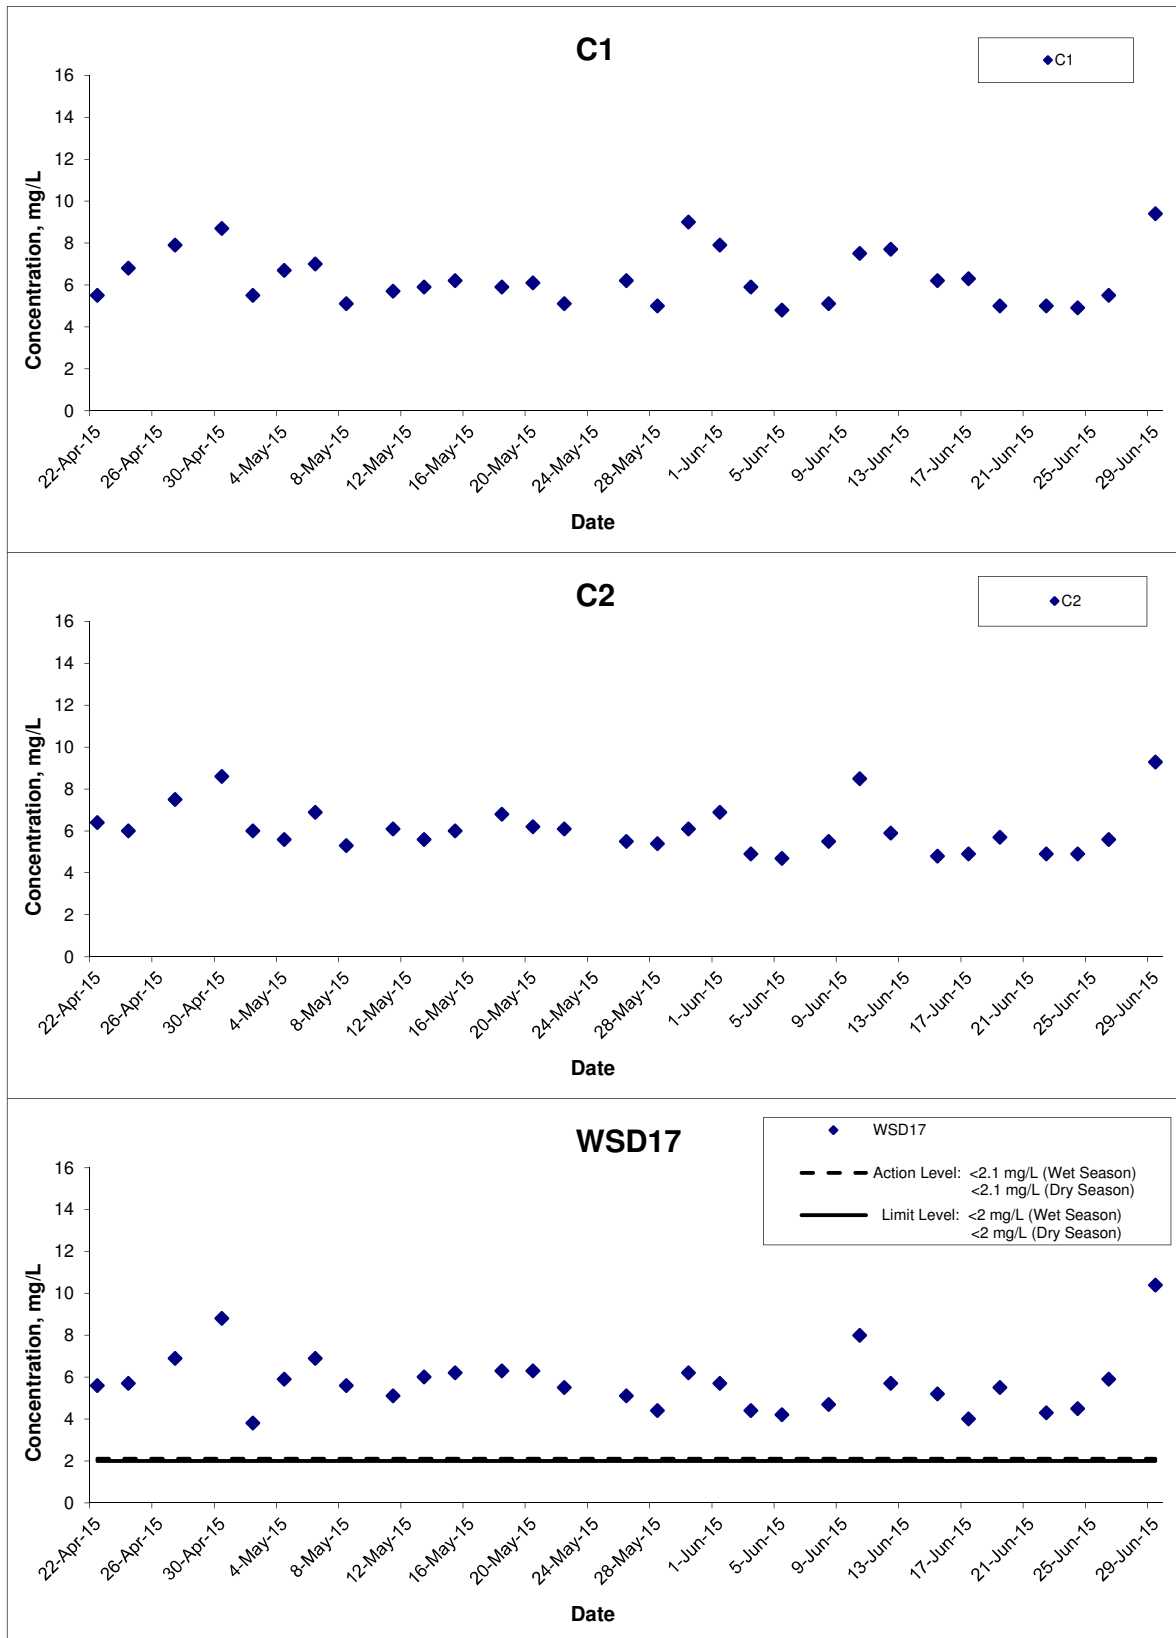 C1
C1
16
14
12
10
8
6
4
2
0
Concentration, mg/L
22-Apr-15
26-Apr-15
30-Apr-15
4-May-15
8-May-15
12-May-15
16-May-15
20-May-15
24-May-15
28-May-15
1-Jun-15
5-Jun-15
9-Jun-15
13-Jun-15
17-Jun-15
21-Jun-15
25-Jun-15
29-Jun-15
Date
C2
C2
16
14
12
10
8
6
4
2
0
Concentration, mg/L
22-Apr-15
26-Apr-15
30-Apr-15
4-May-15
8-May-15
12-May-15
16-May-15
20-May-15
24-May-15
28-May-15
1-Jun-15
5-Jun-15
9-Jun-15
13-Jun-15
17-Jun-15
21-Jun-15
25-Jun-15
29-Jun-15
Date
WSD17
WSD17
Action Level: <2.1 mg/L (Wet Season)
<2.1 mg/L (Dry Season)
Limit Level: <2 mg/L (Wet Season)
<2 mg/L (Dry Season)
16
14
12
10
8
6
4
2
0
Concentration, mg/L
22-Apr-15
26-Apr-15
30-Apr-15
4-May-15
8-May-15
12-May-15
16-May-15
20-May-15
24-May-15
28-May-15
1-Jun-15
5-Jun-15
9-Jun-15
13-Jun-15
17-Jun-15
21-Jun-15
25-Jun-15
29-Jun-15
Date